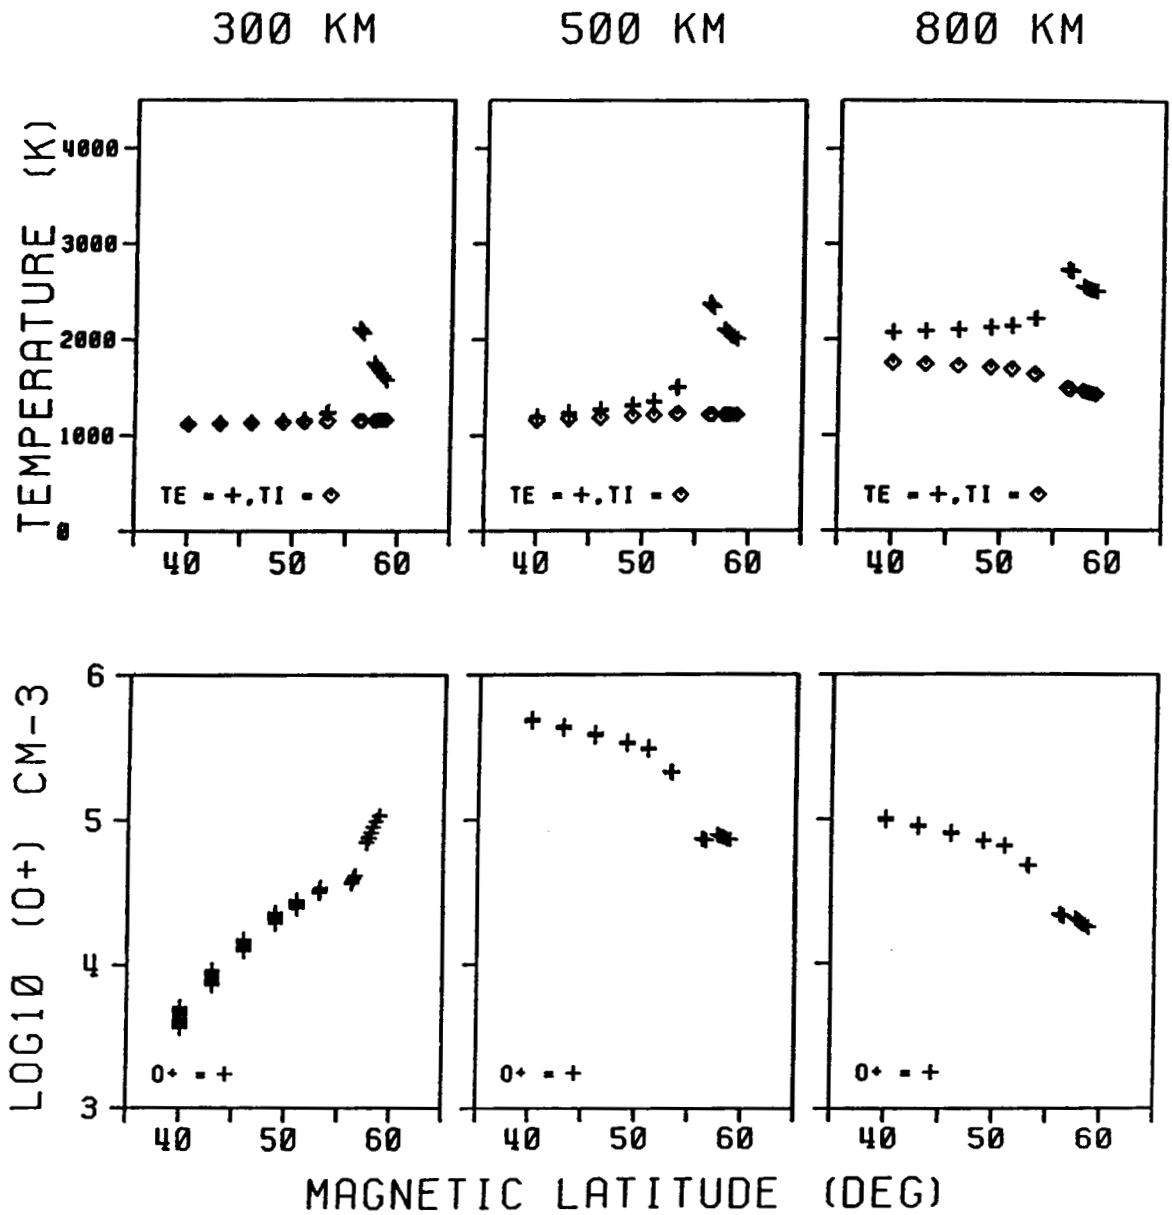 300 KM 500 KM 800 KM
TEMPERATURE (K)
4000
3000
2000
1000
0
TE = +,TI = ◇
TE = +,TI = ◇
TE = +,TI = ◇
40 50 60
40 50 60
40 50 60
LOG10 (O+) CM-3
6
5
4
3
O+ = +
O+ = +
O+ = +
40 50 60
40 50 60
40 50 60
MAGNETIC LATITUDE (DEG)